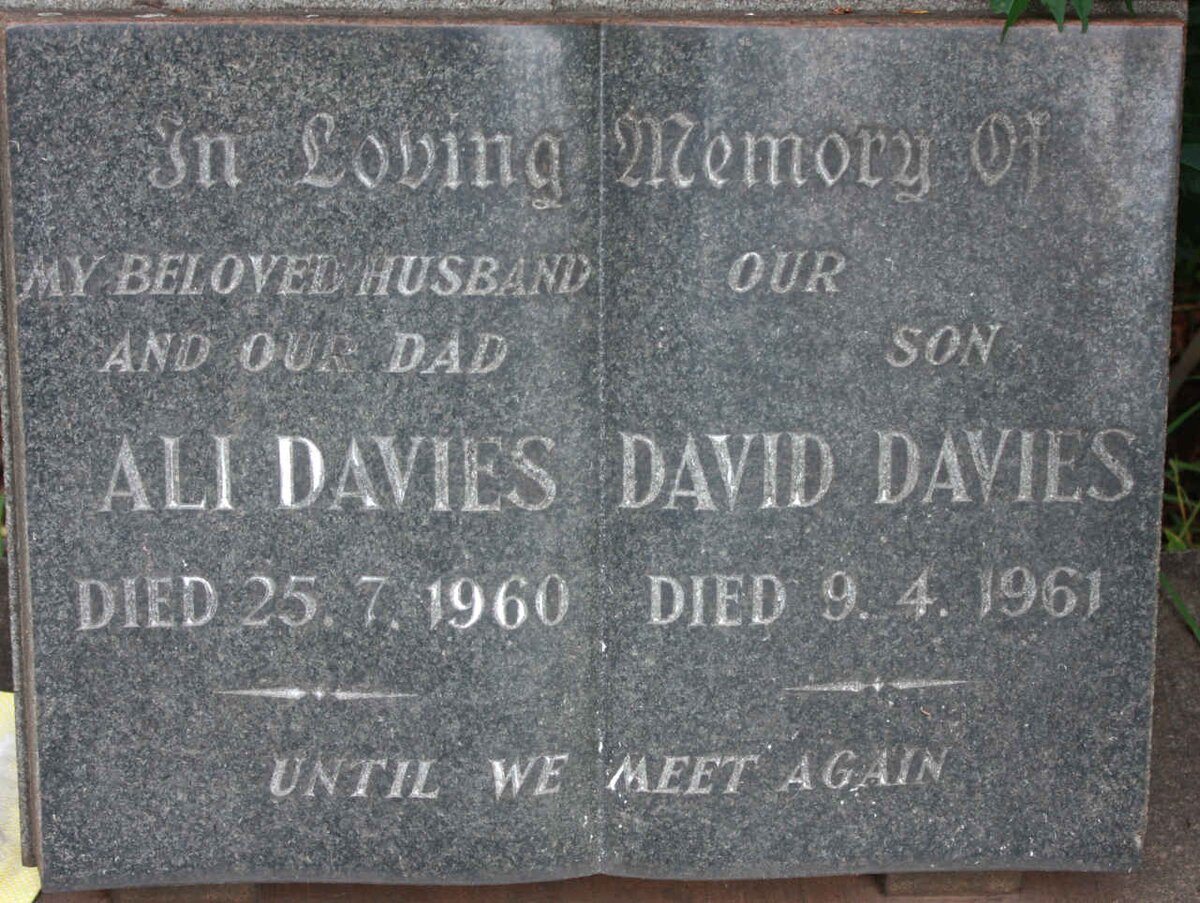 In Loving Memory Of
MY BELOVED HUSBAND
AND OUR DAD
ALI DAVIES
DIED 25. 7. 1960
OUR
SON
DAVID DAVIES
DIED 9. 4. 1961
UNTIL WE MEET AGAIN